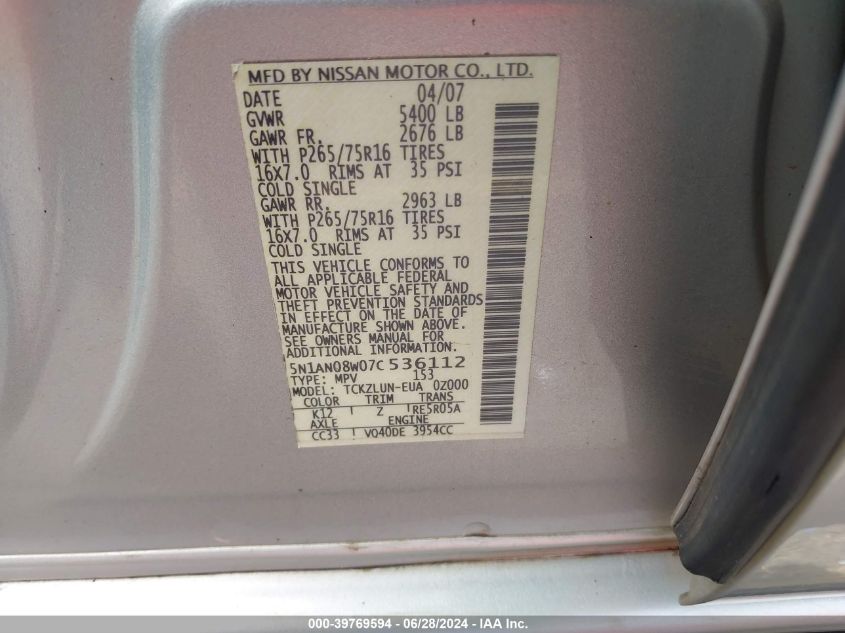 MFD BY NISSAN MOTOR CO., LTD.
DATE 04/07
GVWR 5400 LB
GAWR FR. 2676 LB
WITH P265/75R16 TIRES
16X7.0 RIMS AT 35 PSI
COLD SINGLE
GAWR RR. 2963 LB
WITH P265/75R16 TIRES
16X7.0 RIMS AT 35 PSI
COLD SINGLE
THIS VEHICLE CONFORMS TO
ALL APPLICABLE FEDERAL
MOTOR VEHICLE SAFETY AND
THEFT PREVENTION STANDARDS
IN EFFECT ON THE DATE OF
MANUFACTURE SHOWN ABOVE.
SEE OWNERS MANUAL FOR
ADDITIONAL INFORMATION.
5N1AN08W07C536112
TYPE: MPV 153
MODEL: TCKZLUN-EUA 0Z000
COLOR TRIM TRANS
K12 Z RE5R05A
AXLE ENGINE
CC33 VQ40DE 3954CC
000-39769594 / 06/28/2024 - IAA Inc.